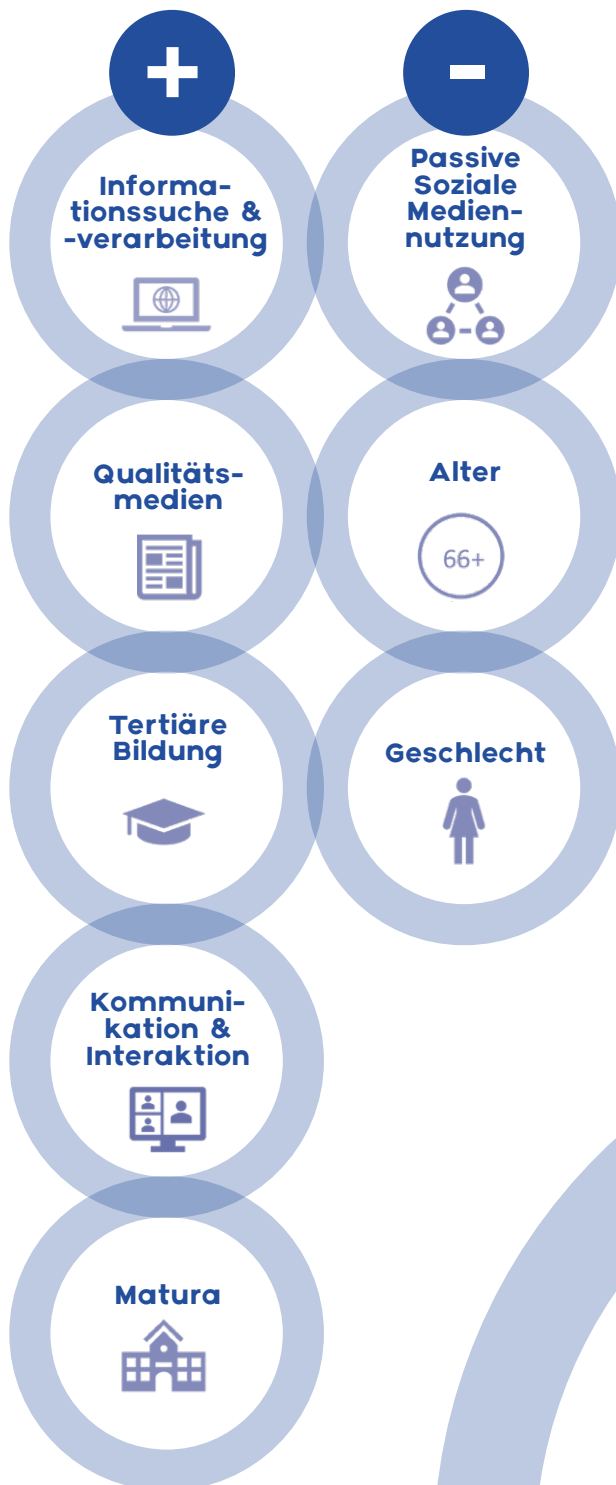 +
Informa-
tionssuche &
-verarbeitung
Qualitäts-
medien
Tertiäre
Bildung
Kommuni-
kation &
Interaktion
Matura
-
Passive
Soziale
Medien-
nutzung
Alter
66+
Geschlecht